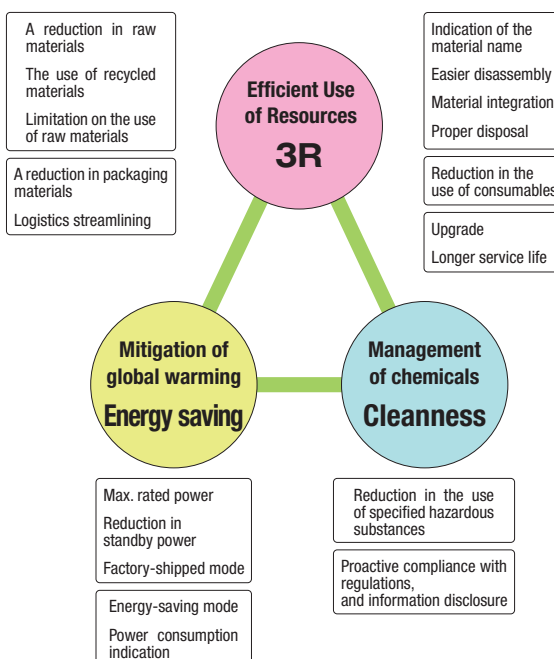 A reduction in raw
materials
The use of recycled
materials
Limitation on the use
of raw materials
A reduction in packaging
materials
Logistics streamlining
Efficient Use
of Resources
3R
Indication of the
material name
Easier disassembly
Material integration
Proper disposal
Reduction in the
use of consumables
Upgrade
Longer service life
Mitigation of
global warming
Energy saving
Management
of chemicals
Cleanness
Max. rated power
Reduction in
standby power
Factory-shipped mode
Energy-saving mode
Power consumption
indication
Reduction in the use
of specified hazardous
substances
Proactive compliance with
regulations,
and information disclosure